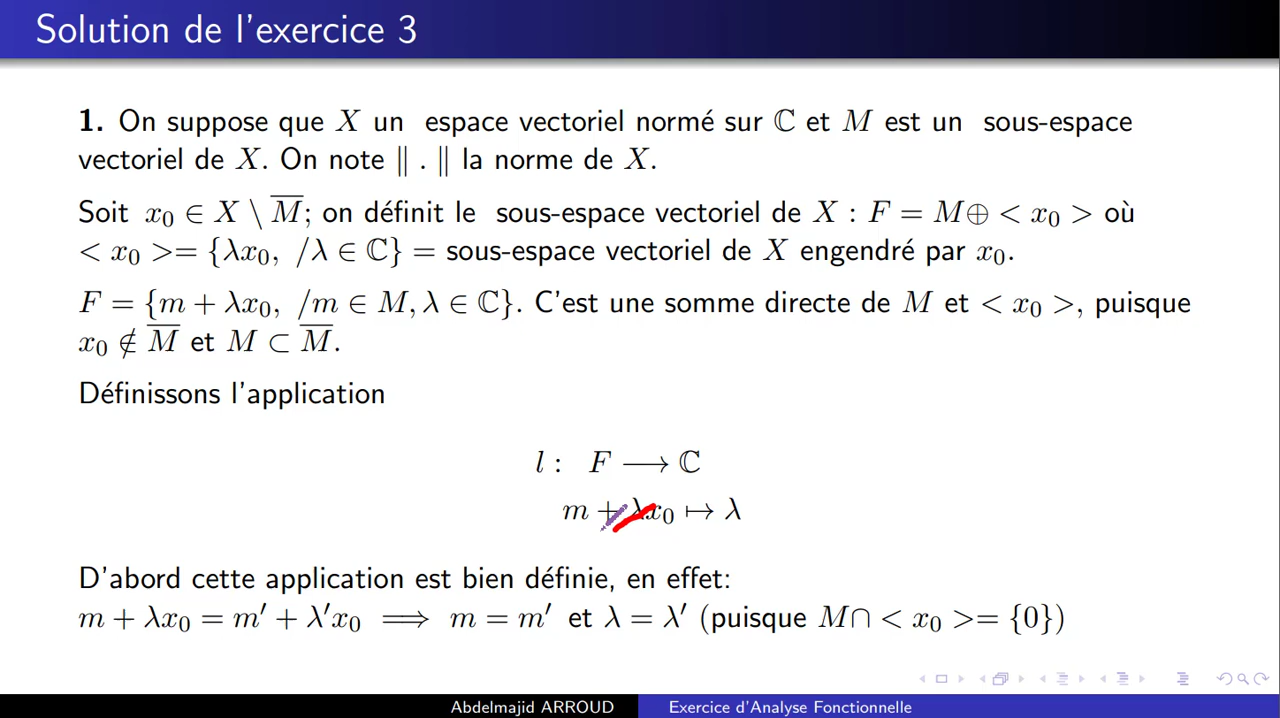 Solution de l'exercice 3
1. On suppose que X un espace vectoriel normé sur ℂ et M est un sous-espace
vectoriel de X. On note ‖ . ‖ la norme de X.
Soit x₀ ∈ X \ M̅; on définit le sous-espace vectoriel de X : F = M⊕ < x₀ > où
< x₀ >= {λx₀, /λ ∈ ℂ} = sous-espace vectoriel de X engendré par x₀.
F = {m + λx₀, /m ∈ M, λ ∈ ℂ}. C'est une somme directe de M et < x₀ >, puisque
x₀ ∉ M̅ et M ⊂ M̅.
Définissons l'application
l : F ⟶ ℂ
m + λx₀ ↦ λ
D'abord cette application est bien définie, en effet:
m + λx₀ = m′ + λ′x₀ ⟹ m = m′ et λ = λ′ (puisque M∩ < x₀ >= {0})
Abdelmajid ARROUD Exercice d'Analyse Fonctionnelle